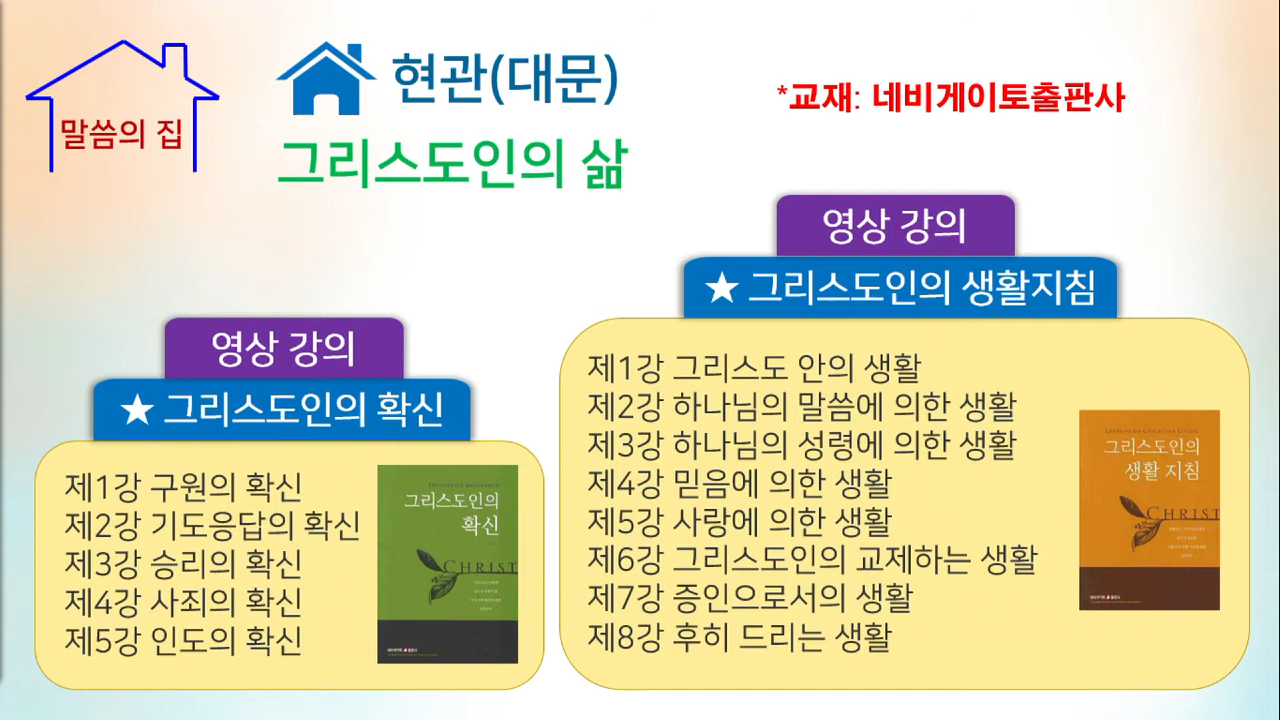 말씀의 집
현관(대문)
그리스도인의 삶
*교재: 네비게이토출판사
영상 강의
★ 그리스도인의 확신
제1강 구원의 확신
제2강 기도응답의 확신
제3강 승리의 확신
제4강 사죄의 확신
제5강 인도의 확신
그리스도인의
확신
CHRIST
영상 강의
★ 그리스도인의 생활지침
제1강 그리스도 안의 생활
제2강 하나님의 말씀에 의한 생활
제3강 하나님의 성령에 의한 생활
제4강 믿음에 의한 생활
제5강 사랑에 의한 생활
제6강 그리스도인의 교제하는 생활
제7강 증인으로서의 생활
제8강 후히 드리는 생활
LESSONS ON CHRISTIAN LIVING
그리스도인의
생활 지침
CHRIST